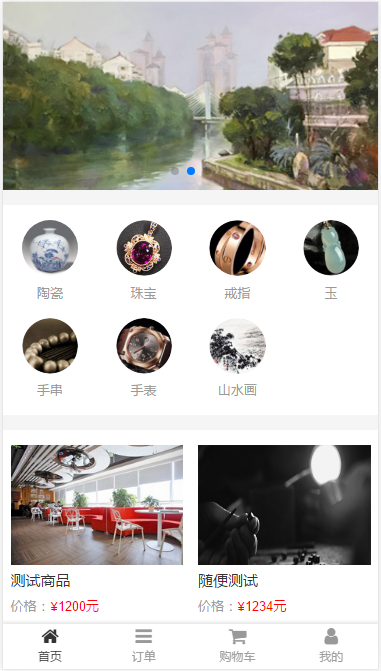 陶瓷 珠宝 戒指 玉
手串 手表 山水画
测试商品 随便测试
价格：¥1200元 价格：¥1234元
首页 订单 购物车 我的